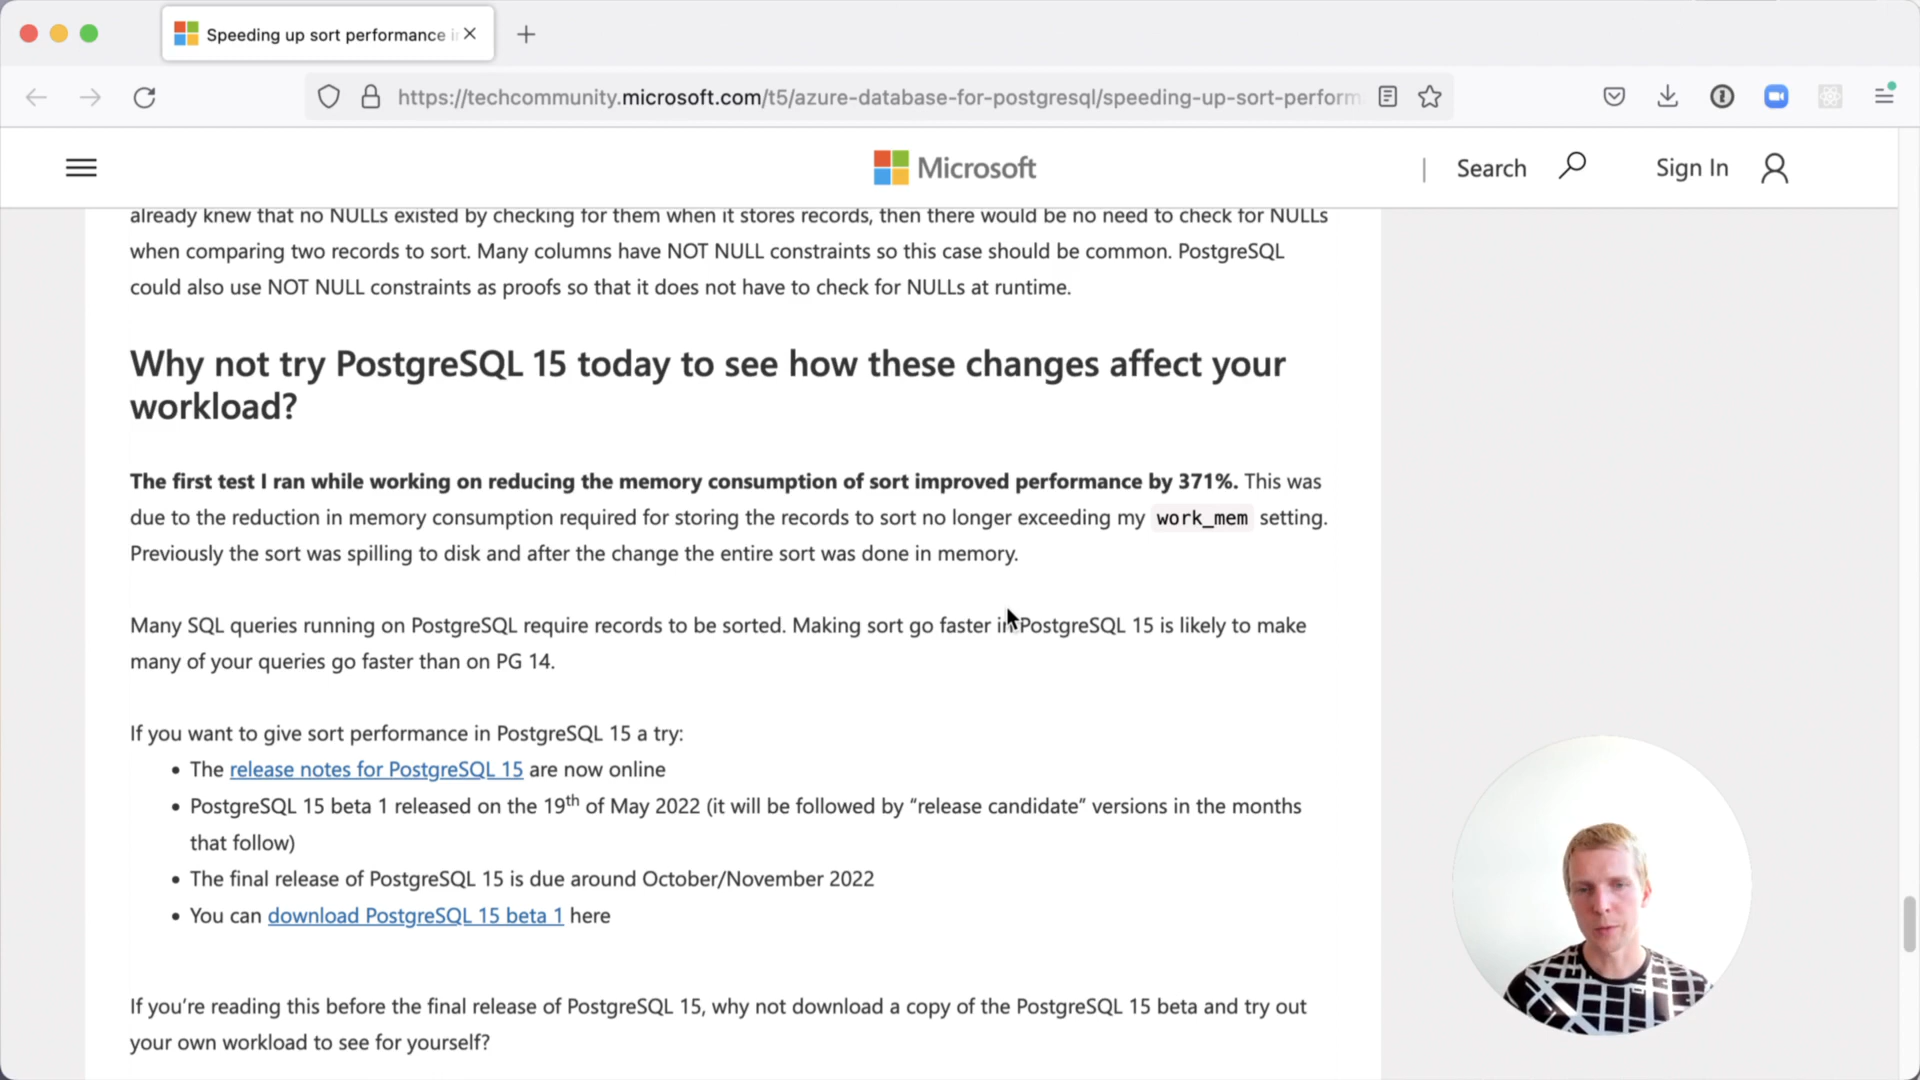 Speeding up sort performance i
https://techcommunity.microsoft.com/t5/azure-database-for-postgresql/speeding-up-sort-perform
Microsoft
Search
Sign In
already knew that no NULLs existed by checking for them when it stores records, then there would be no need to check for NULLs
when comparing two records to sort. Many columns have NOT NULL constraints so this case should be common. PostgreSQL
could also use NOT NULL constraints as proofs so that it does not have to check for NULLs at runtime.
Why not try PostgreSQL 15 today to see how these changes affect your
workload?
The first test I ran while working on reducing the memory consumption of sort improved performance by 371%. This was
due to the reduction in memory consumption required for storing the records to sort no longer exceeding my work_mem setting.
Previously the sort was spilling to disk and after the change the entire sort was done in memory.
Many SQL queries running on PostgreSQL require records to be sorted. Making sort go faster in PostgreSQL 15 is likely to make
many of your queries go faster than on PG 14.
If you want to give sort performance in PostgreSQL 15 a try:
• The release notes for PostgreSQL 15 are now online
• PostgreSQL 15 beta 1 released on the 19th of May 2022 (it will be followed by “release candidate” versions in the months
that follow)
• The final release of PostgreSQL 15 is due around October/November 2022
• You can download PostgreSQL 15 beta 1 here
If you’re reading this before the final release of PostgreSQL 15, why not download a copy of the PostgreSQL 15 beta and try out
your own workload to see for yourself?